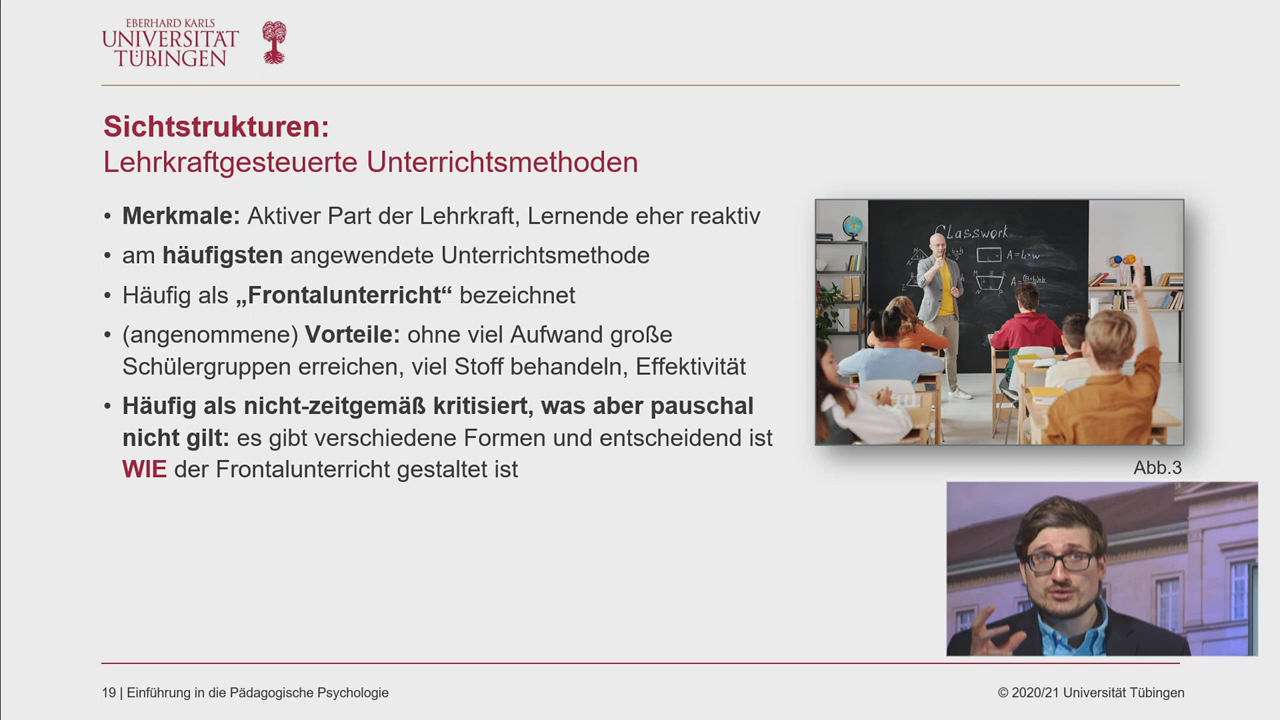 EBERHARD KARLS
UNIVERSITÄT
TÜBINGEN
Sichtstrukturen:
Lehrkraftgesteuerte Unterrichtsmethoden
• Merkmale: Aktiver Part der Lehrkraft, Lernende eher reaktiv
• am häufigsten angewendete Unterrichtsmethode
• Häufig als „Frontalunterricht“ bezeichnet
• (angenommene) Vorteile: ohne viel Aufwand große
Schülergruppen erreichen, viel Stoff behandeln, Effektivität
• Häufig als nicht-zeitgemäß kritisiert, was aber pauschal
nicht gilt: es gibt verschiedene Formen und entscheidend ist
WIE der Frontalunterricht gestaltet ist
Classwork
Abb.3
19 | Einführung in die Pädagogische Psychologie
© 2020/21 Universität Tübingen